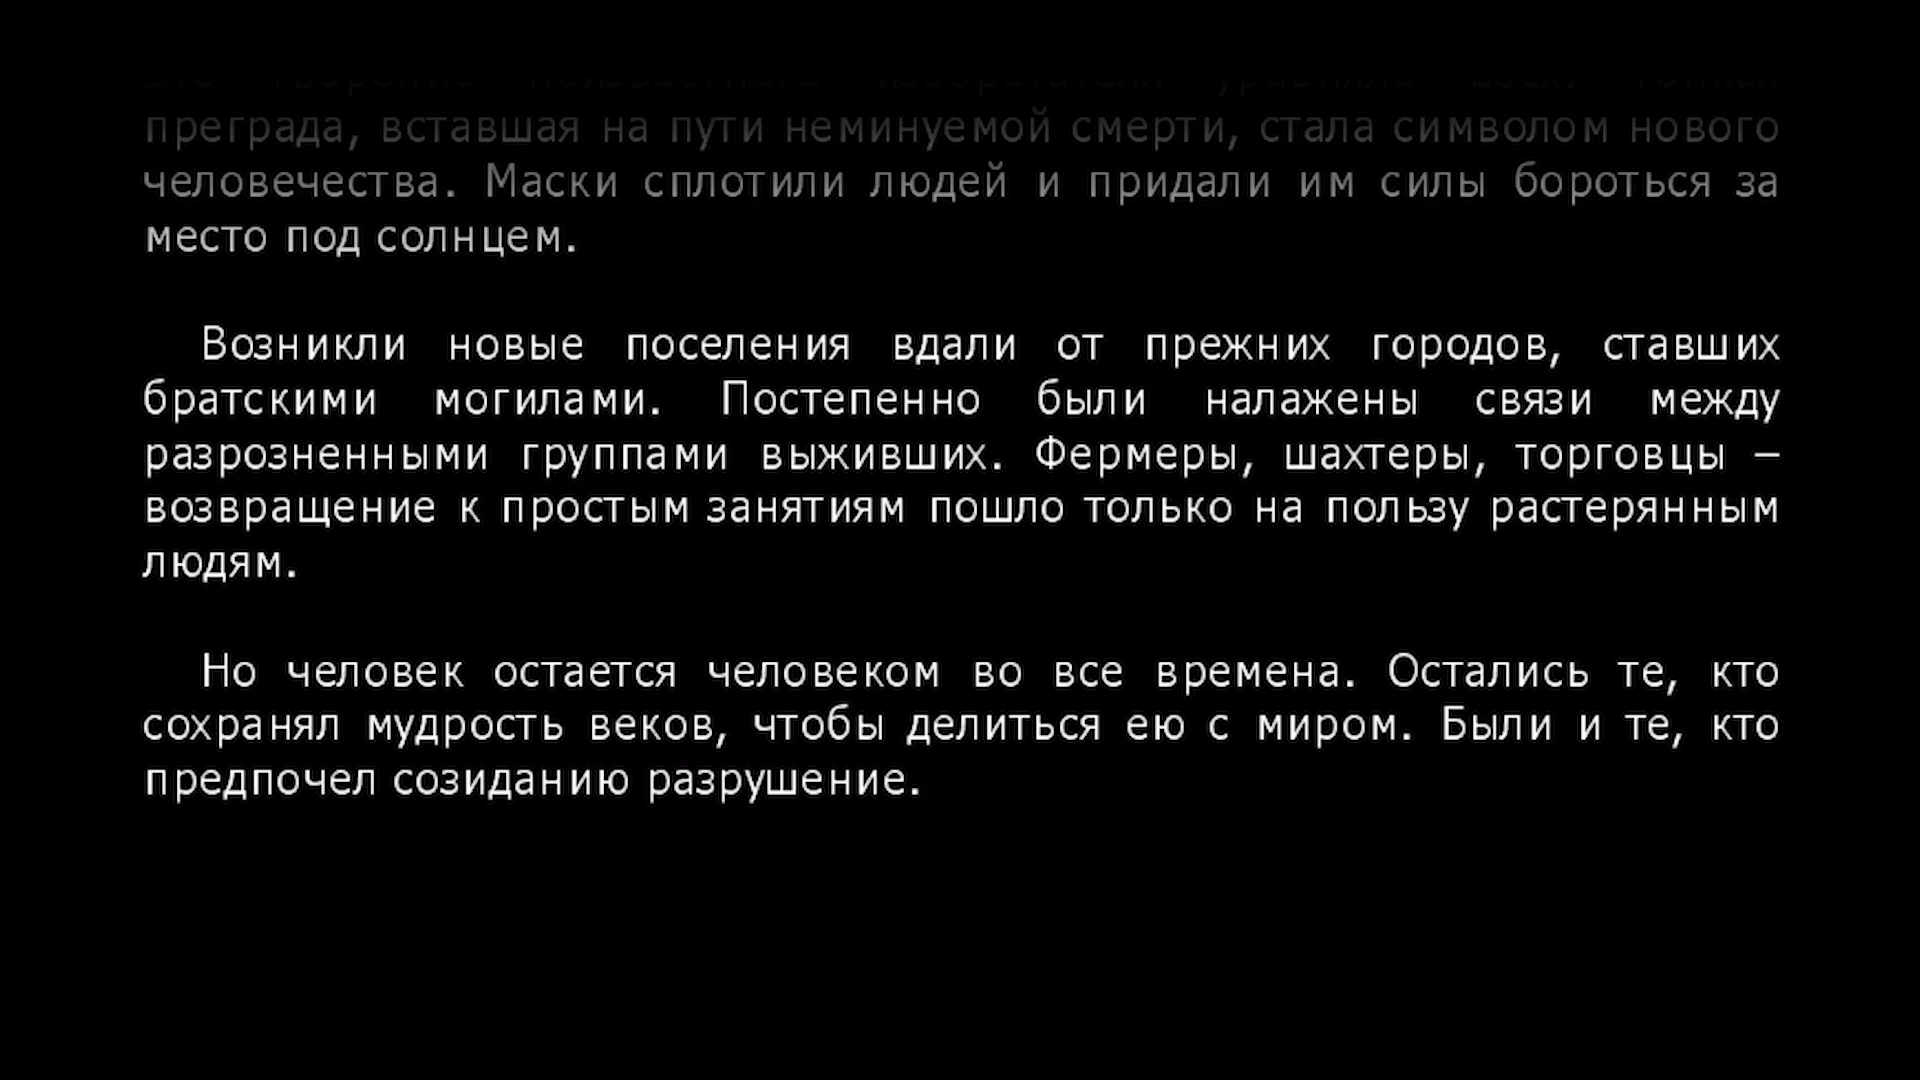 преграда, вставшая на пути неминуемой смерти, стала символом нового
человечества. Маски сплотили людей и придали им силы бороться за
место под солнцем.
Возникли новые поселения вдали от прежних городов, ставших
братскими могилами. Постепенно были налажены связи между
разрозненными группами выживших. Фермеры, шахтеры, торговцы –
возвращение к простым занятиям пошло только на пользу растерянным
людям.
Но человек остается человеком во все времена. Остались те, кто
сохранял мудрость веков, чтобы делиться ею с миром. Были и те, кто
предпочел созиданию разрушение.